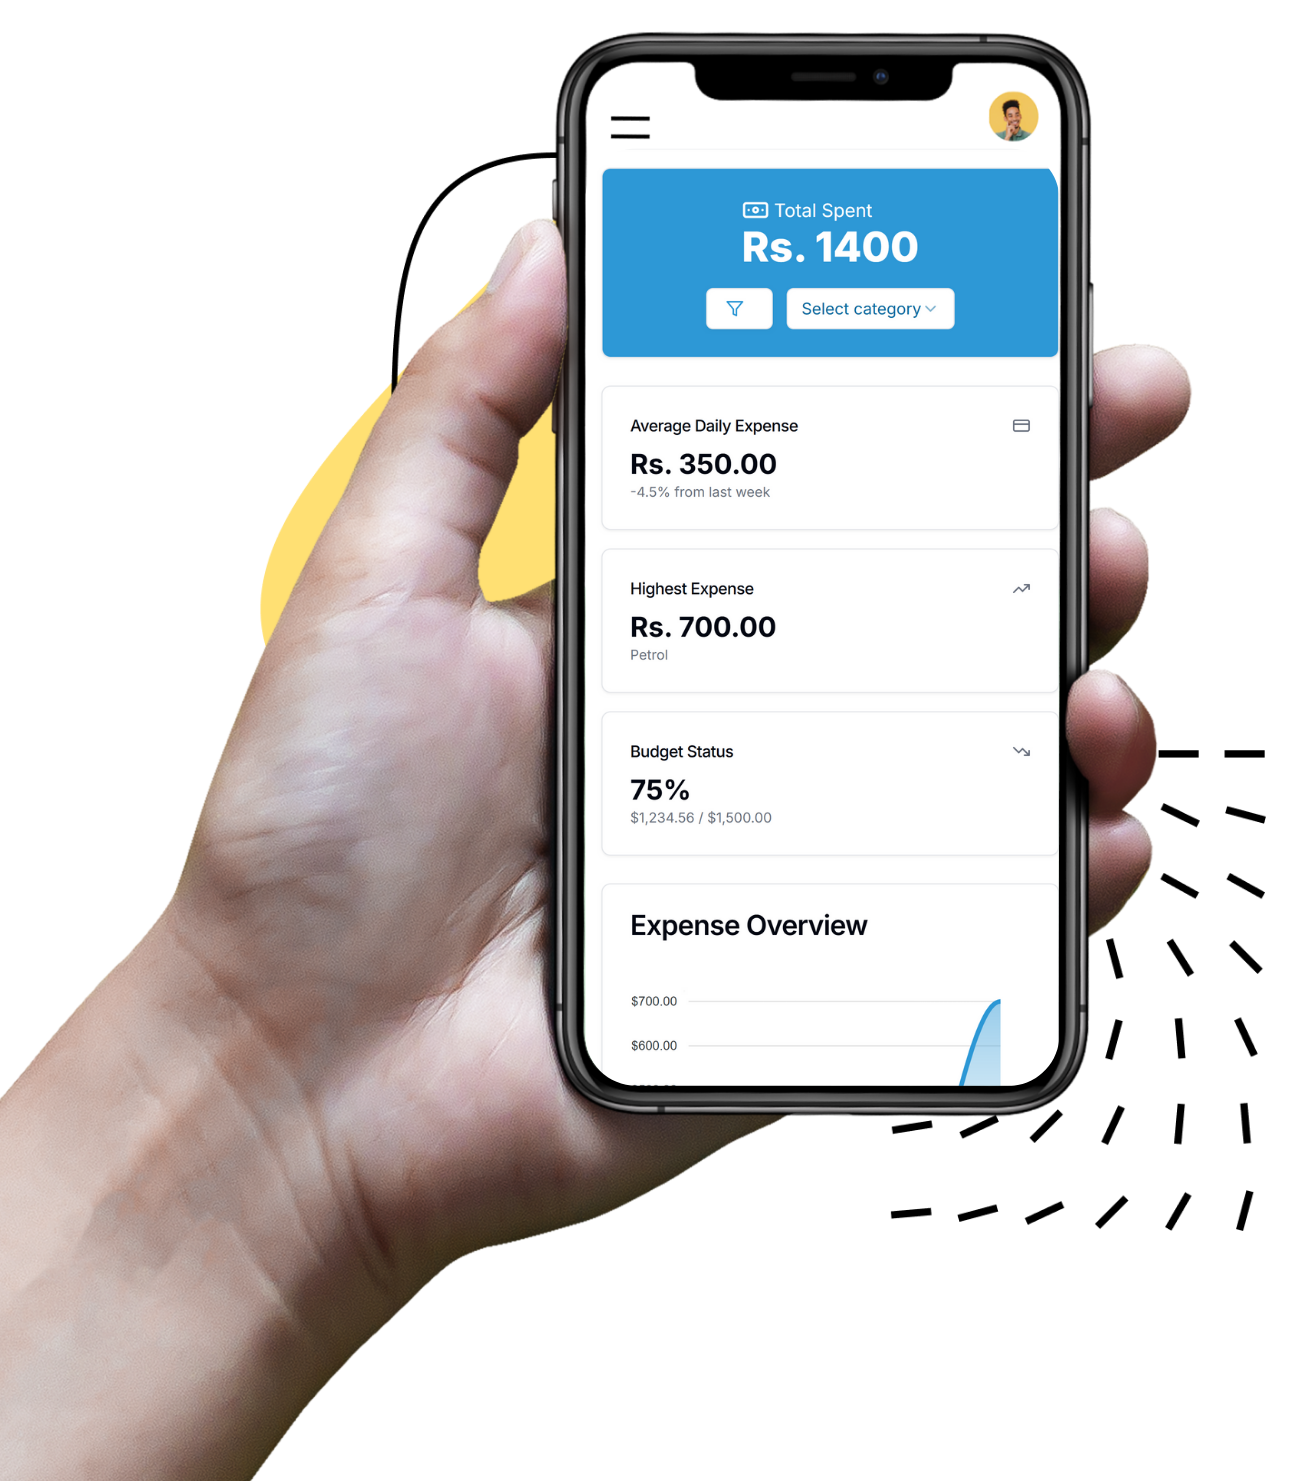 Total Spent
Rs. 1400
Select category
Average Daily Expense
Rs. 350.00
-4.5% from last week
Highest Expense
Rs. 700.00
Petrol
Budget Status
75%
$1,234.56 / $1,500.00
Expense Overview
$700.00
$600.00